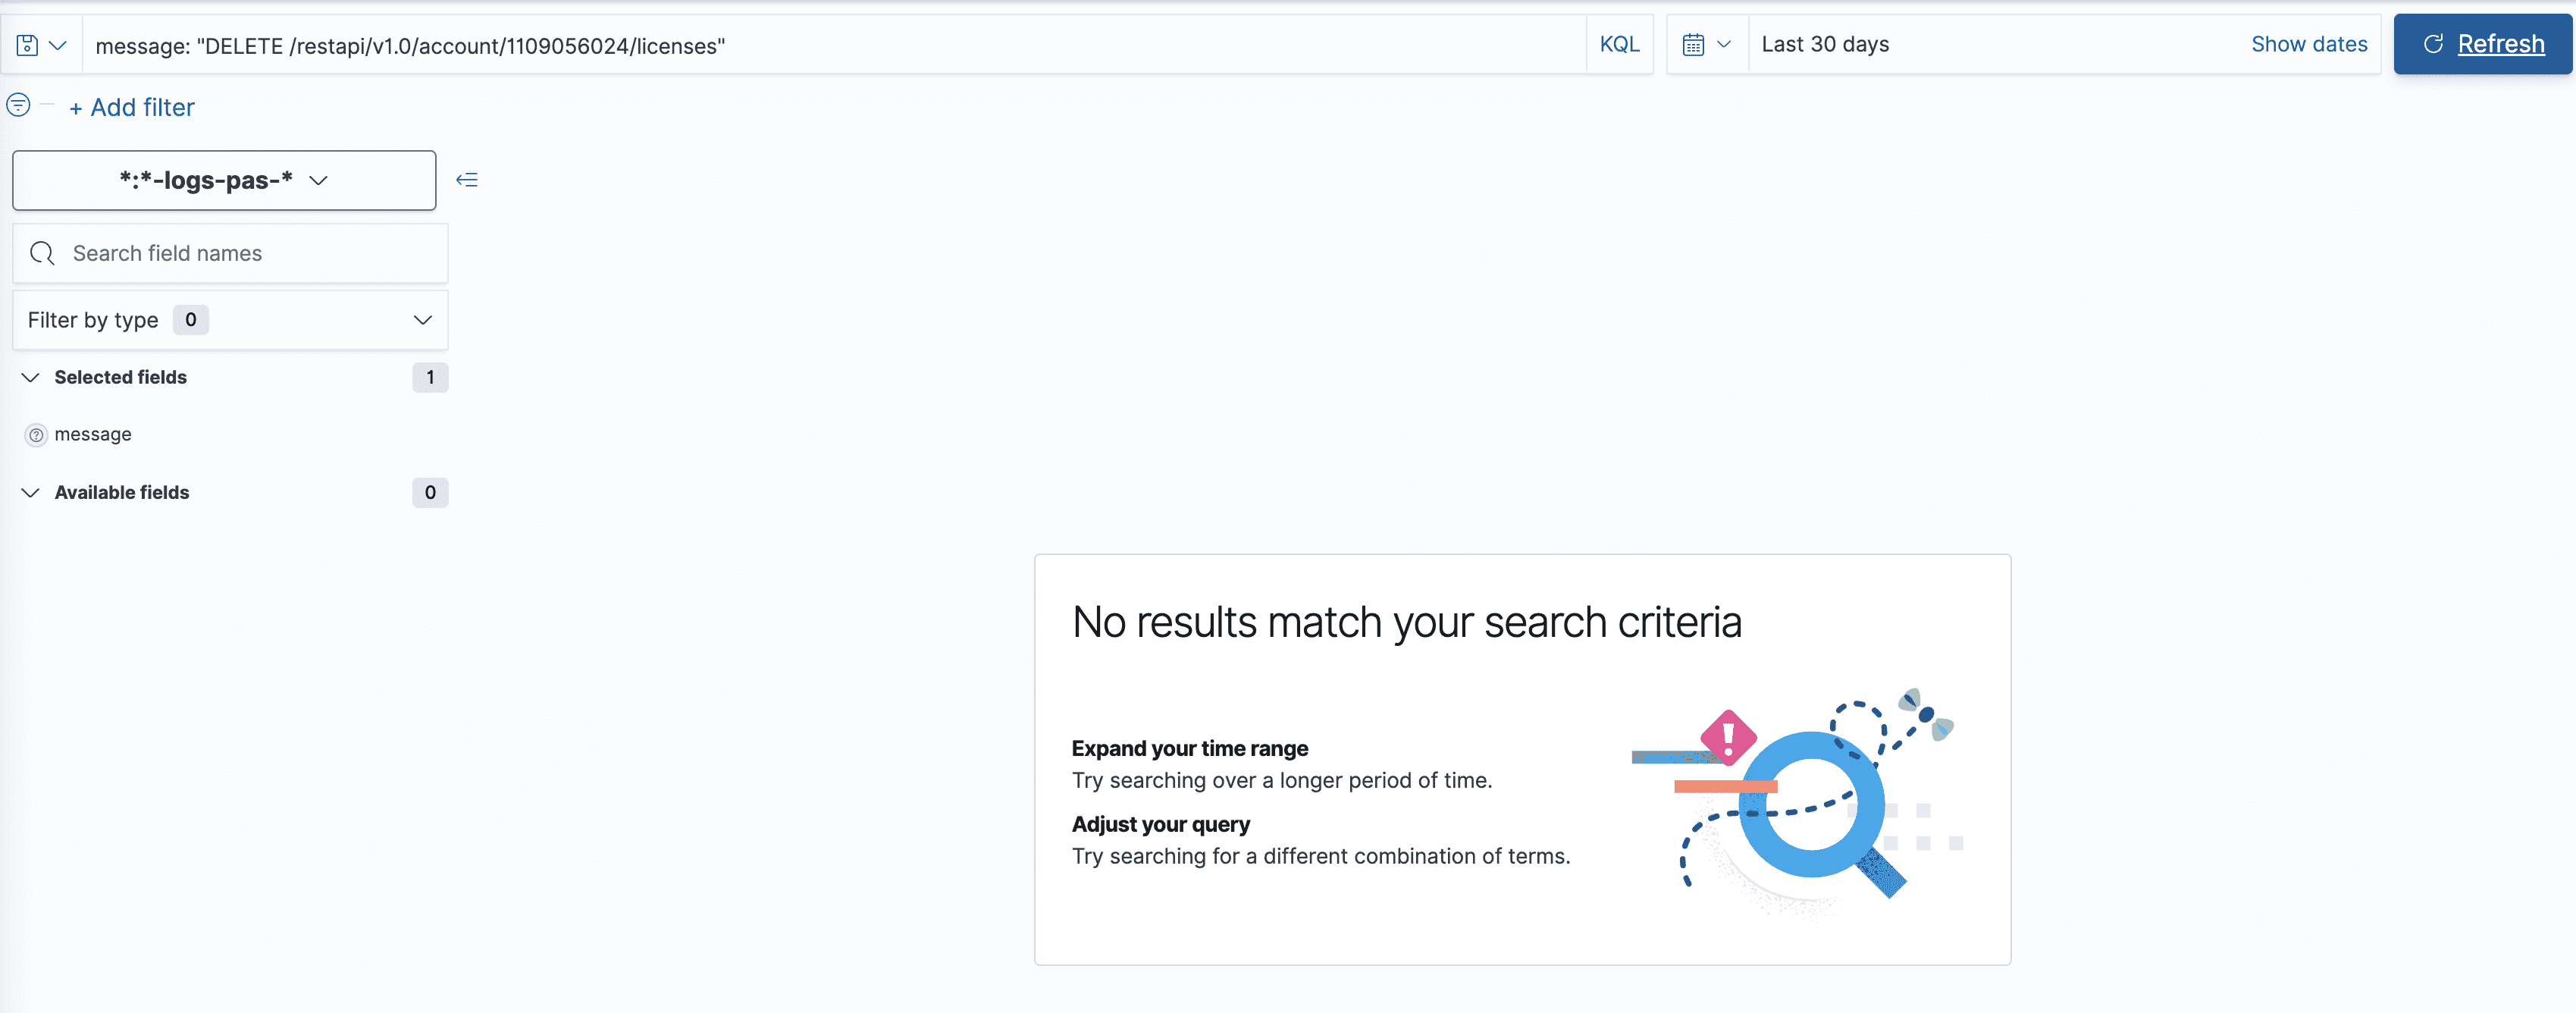 message: "DELETE /restapi/v1.0/account/1109056024/licenses"
KQL
Last 30 days
Show dates
Refresh
+ Add filter
*:*-logs-pas-*
Search field names
Filter by type 0
Selected fields 1
message
Available fields 0
No results match your search criteria
Expand your time range
Try searching over a longer period of time.
Adjust your query
Try searching for a different combination of terms.